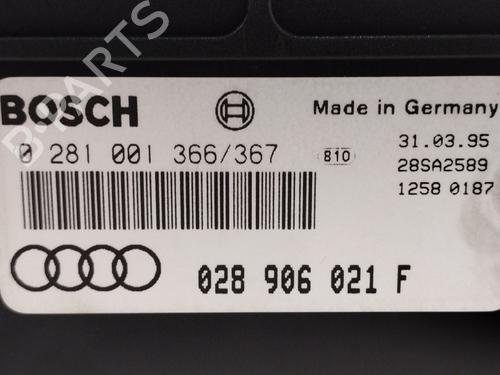 B-PARTS
BOSCH
Made in Germany
0 281 001 366/367
810
31.03.95
28SA2589
1258 0187
028 906 021 F